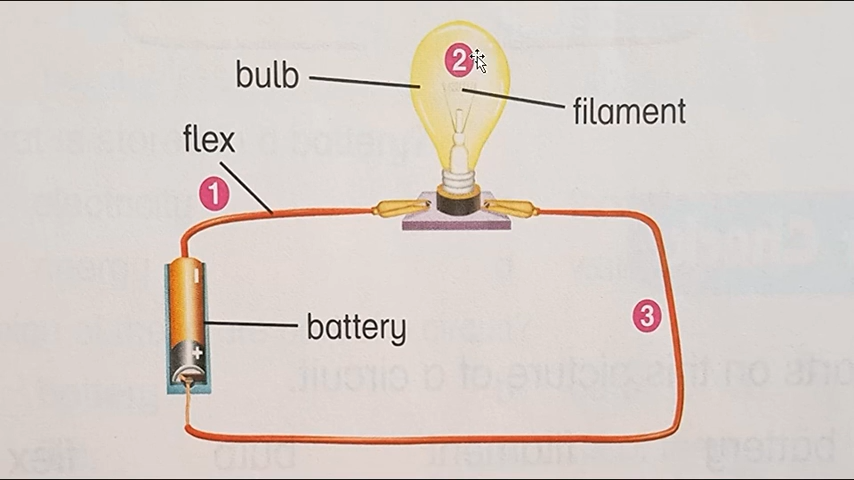 2
bulb
filament
flex
1
–
3
battery
+